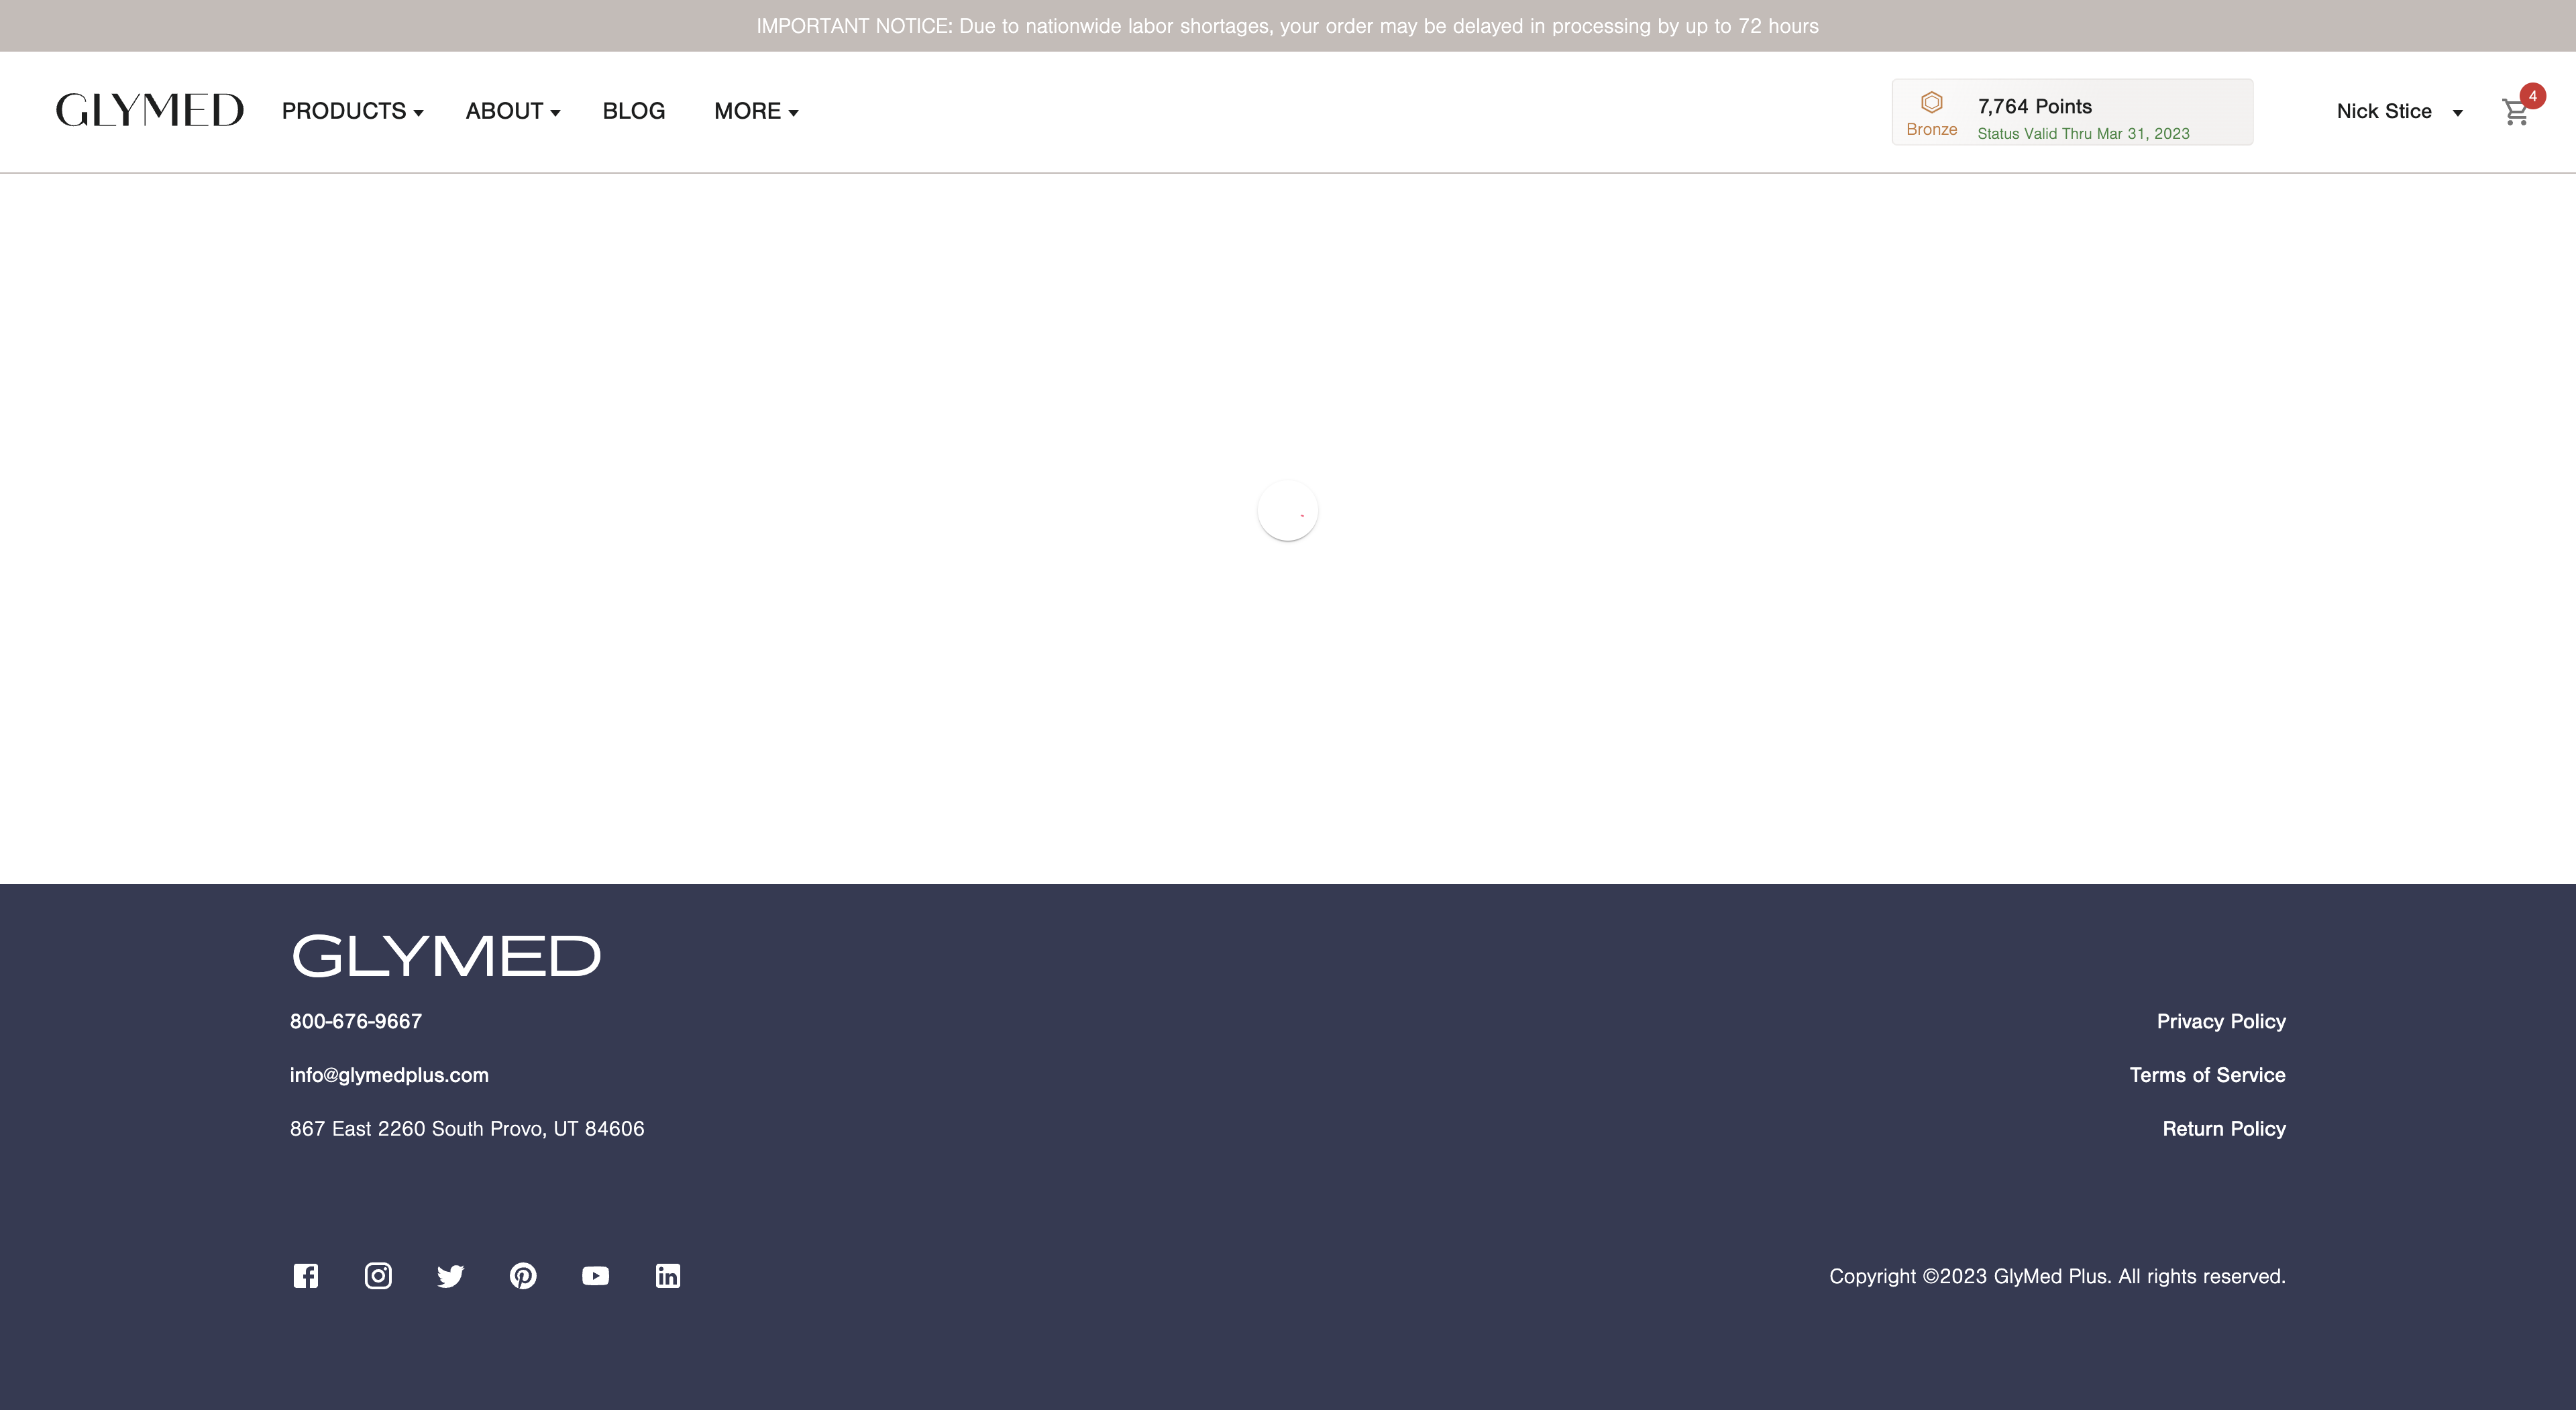 IMPORTANT NOTICE: Due to nationwide labor shortages, your order may be delayed in processing by up to 72 hours
GLYMED
PRODUCTS
ABOUT
BLOG
MORE
Bronze
7,764 Points
Status Valid Thru Mar 31, 2023
Nick Stice
4
GLYMED
800-676-9667
Privacy Policy
info@glymedplus.com
Terms of Service
867 East 2260 South Provo, UT 84606
Return Policy
Copyright ©2023 GlyMed Plus. All rights reserved.